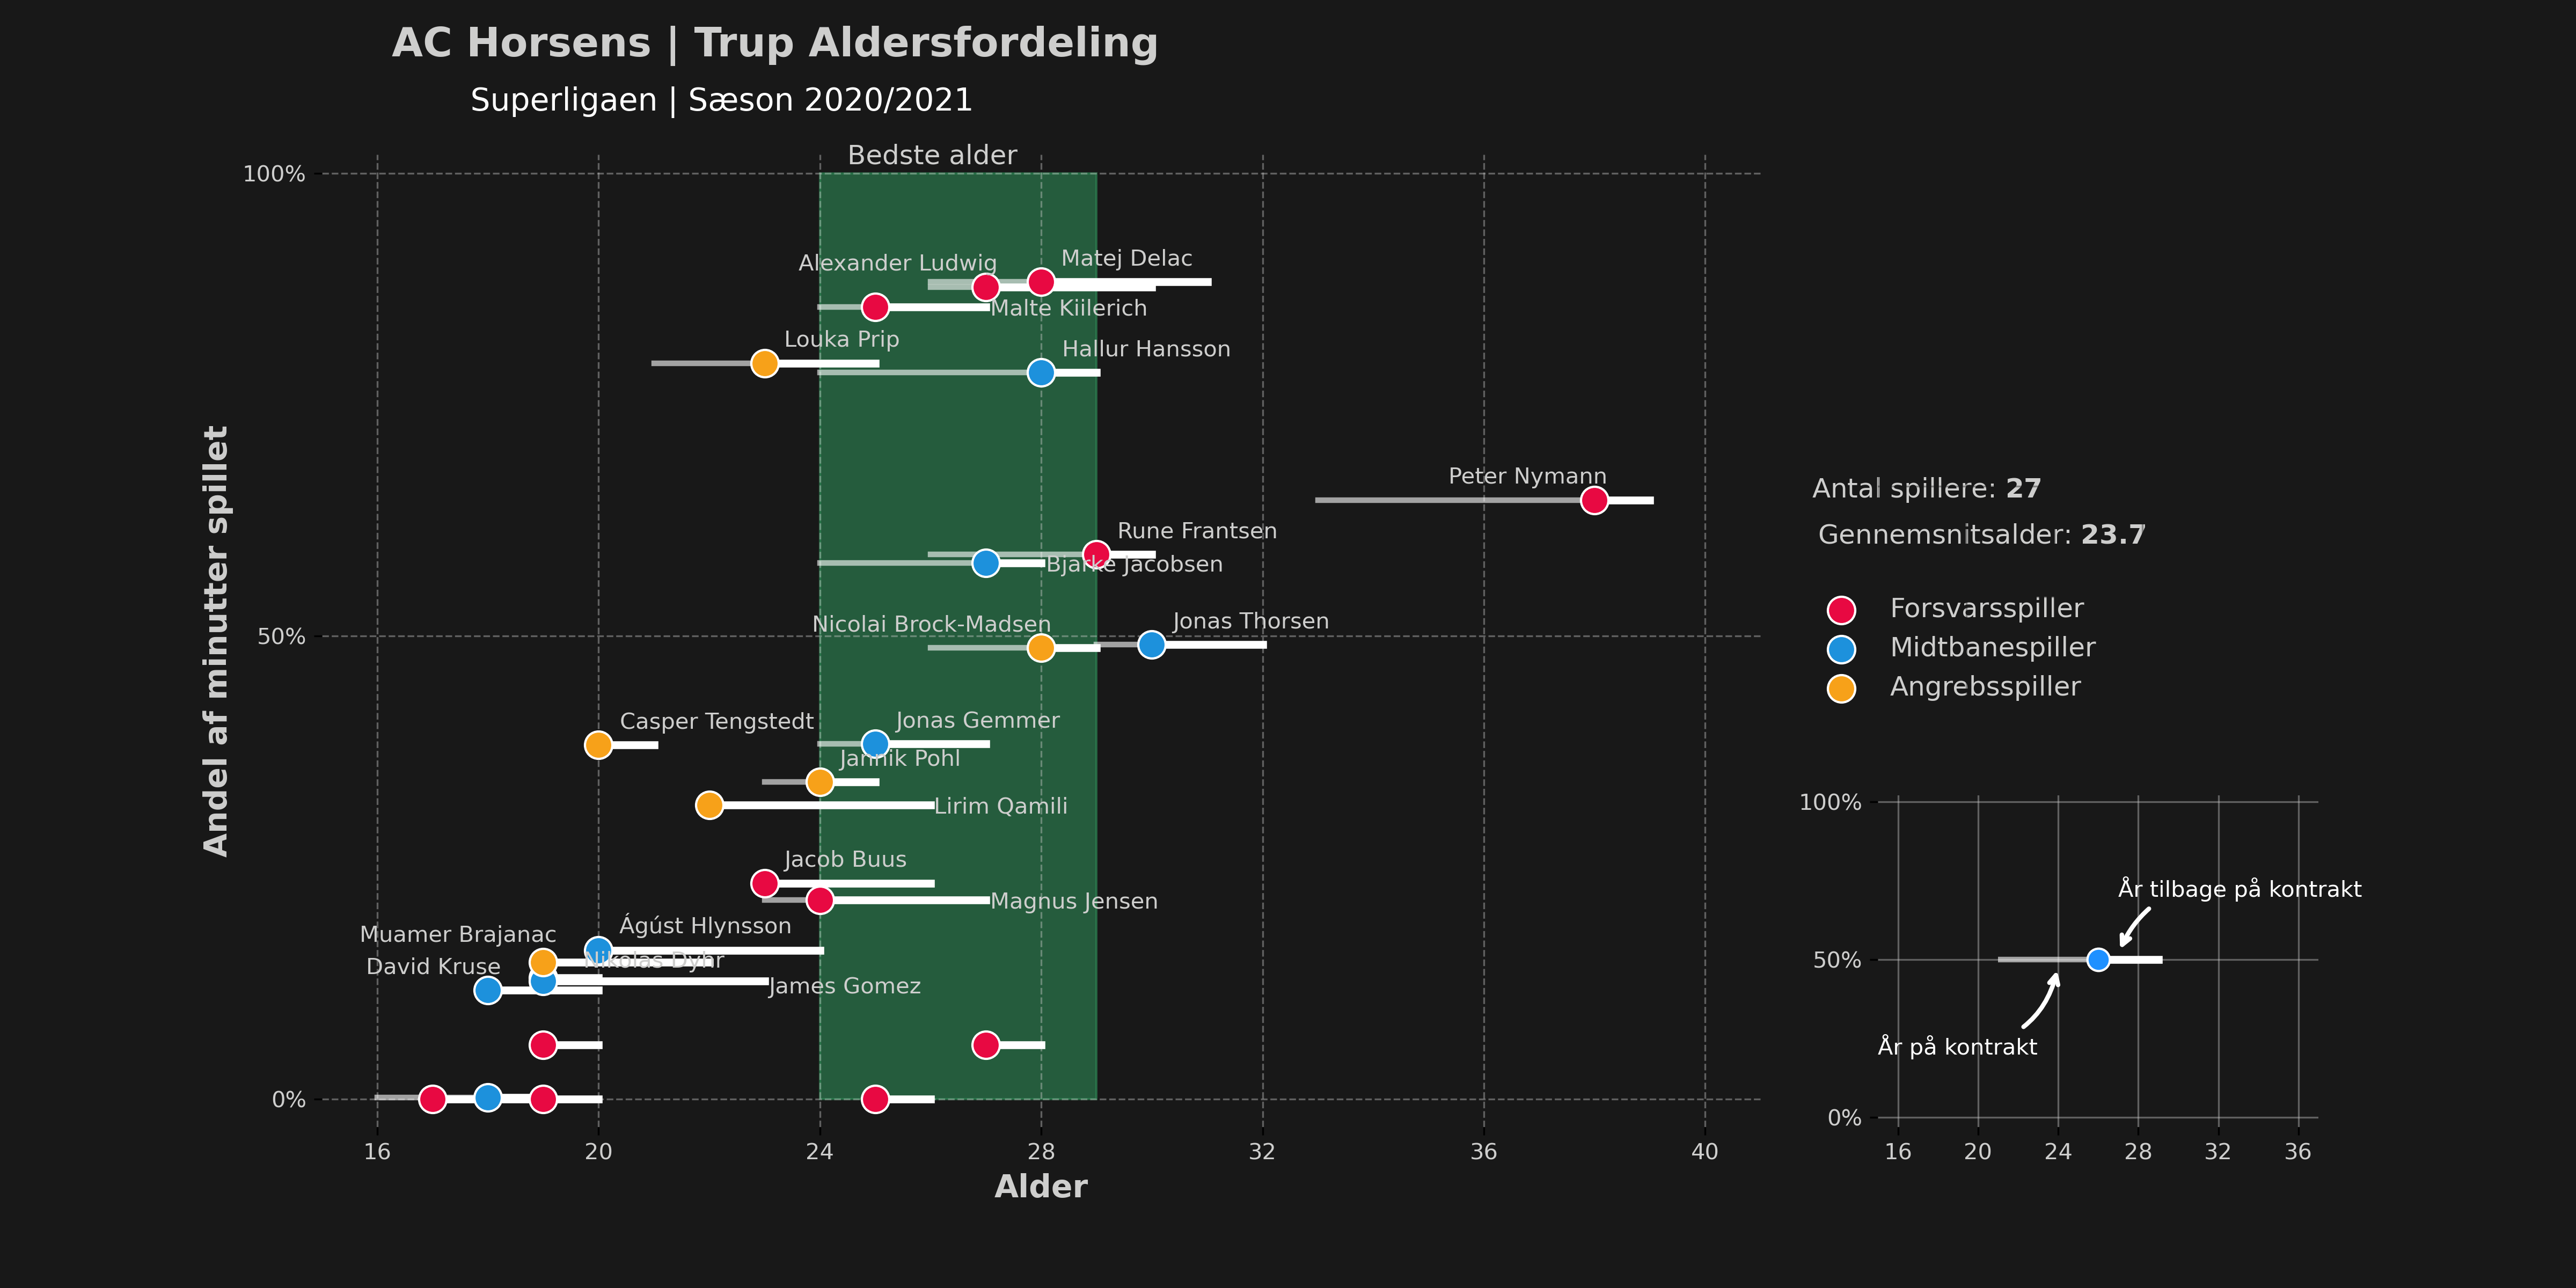 AC Horsens | Trup Aldersfordeling
Superligaen | Sæson 2020/2021
Bedste alder
100%
50%
0%
Andel af minutter spillet
Alexander Ludwig
Matej Delac
Malte Kiilerich
Louka Prip
Hallur Hansson
Peter Nymann
Rune Frantsen
Bjarke Jacobsen
Nicolai Brock-Madsen
Jonas Thorsen
Casper Tengstedt
Jonas Gemmer
Jannik Pohl
Lirim Qamili
Jacob Buus
Magnus Jensen
Ágúst Hlynsson
Muamer Brajanac
Nikolas Dyhr
David Kruse
James Gomez
16 20 24 28 32 36 40
Alder
Antal spillere: 27
Gennemsnitsalder: 23.7
Forsvarsspiller
Midtbanespiller
Angrebsspiller
100%
År tilbage på kontrakt
50%
År på kontrakt
0%
16 20 24 28 32 36